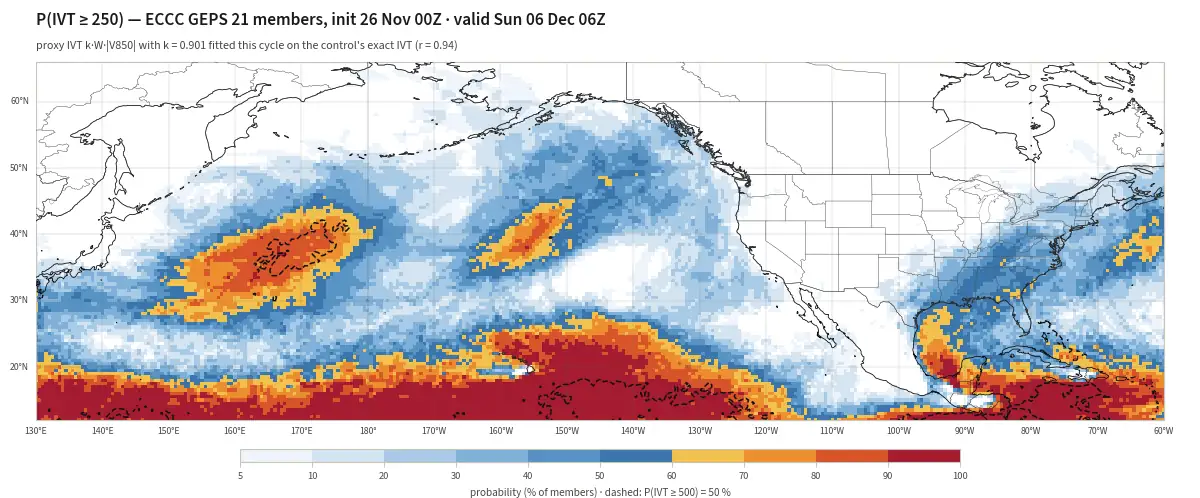 P(IVT ≥ 250) — ECCC GEPS 21 members, init 26 Nov 00Z · valid Sun 06 Dec 06Z
proxy IVT k·W·|V850| with k = 0.901 fitted this cycle on the control's exact IVT (r = 0.94)
60°N
50°N
40°N
30°N
20°N
130°E 140°E 150°E 160°E 170°E 180° 170°W 160°W 150°W 140°W 130°W 120°W 110°W 100°W 90°W 80°W 70°W 60°W
5 10 20 30 40 50 60 70 80 90 100
probability (% of members) · dashed: P(IVT ≥ 500) = 50 %